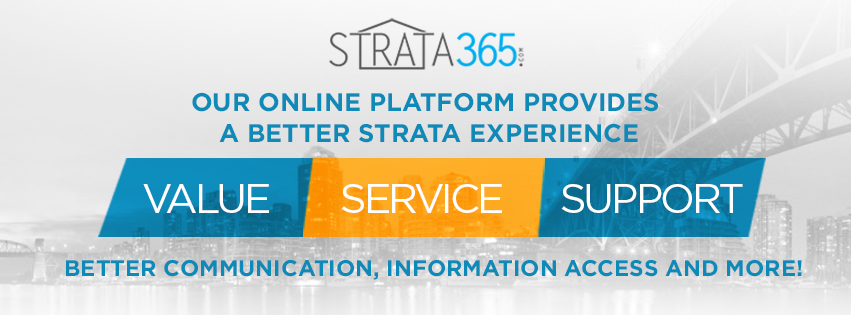 STRATA365.COM
OUR ONLINE PLATFORM PROVIDES
A BETTER STRATA EXPERIENCE
VALUE SERVICE SUPPORT
BETTER COMMUNICATION, INFORMATION ACCESS AND MORE!